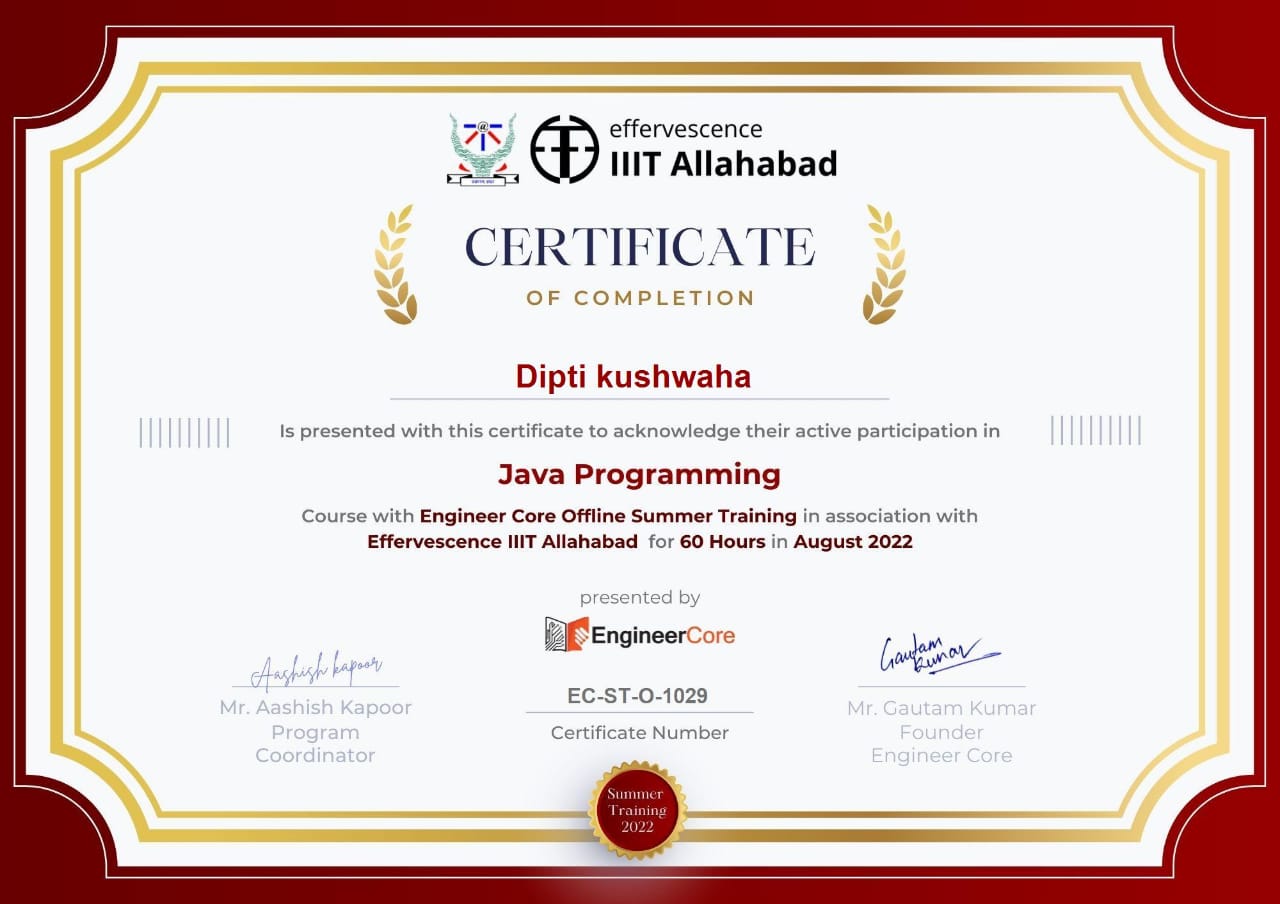 effervescence
IIIT Allahabad
CERTIFICATE
OF COMPLETION
Dipti kushwaha
Is presented with this certificate to acknowledge their active participation in
Java Programming
Course with Engineer Core Offline Summer Training in association with
Effervescence IIIT Allahabad for 60 Hours in August 2022
presented by
EngineerCore
Aashish kapoor
Mr. Aashish Kapoor
Program
Coordinator
EC-ST-O-1029
Certificate Number
Gautam
Kumar
Mr. Gautam Kumar
Founder
Engineer Core
Summer
Training
2022